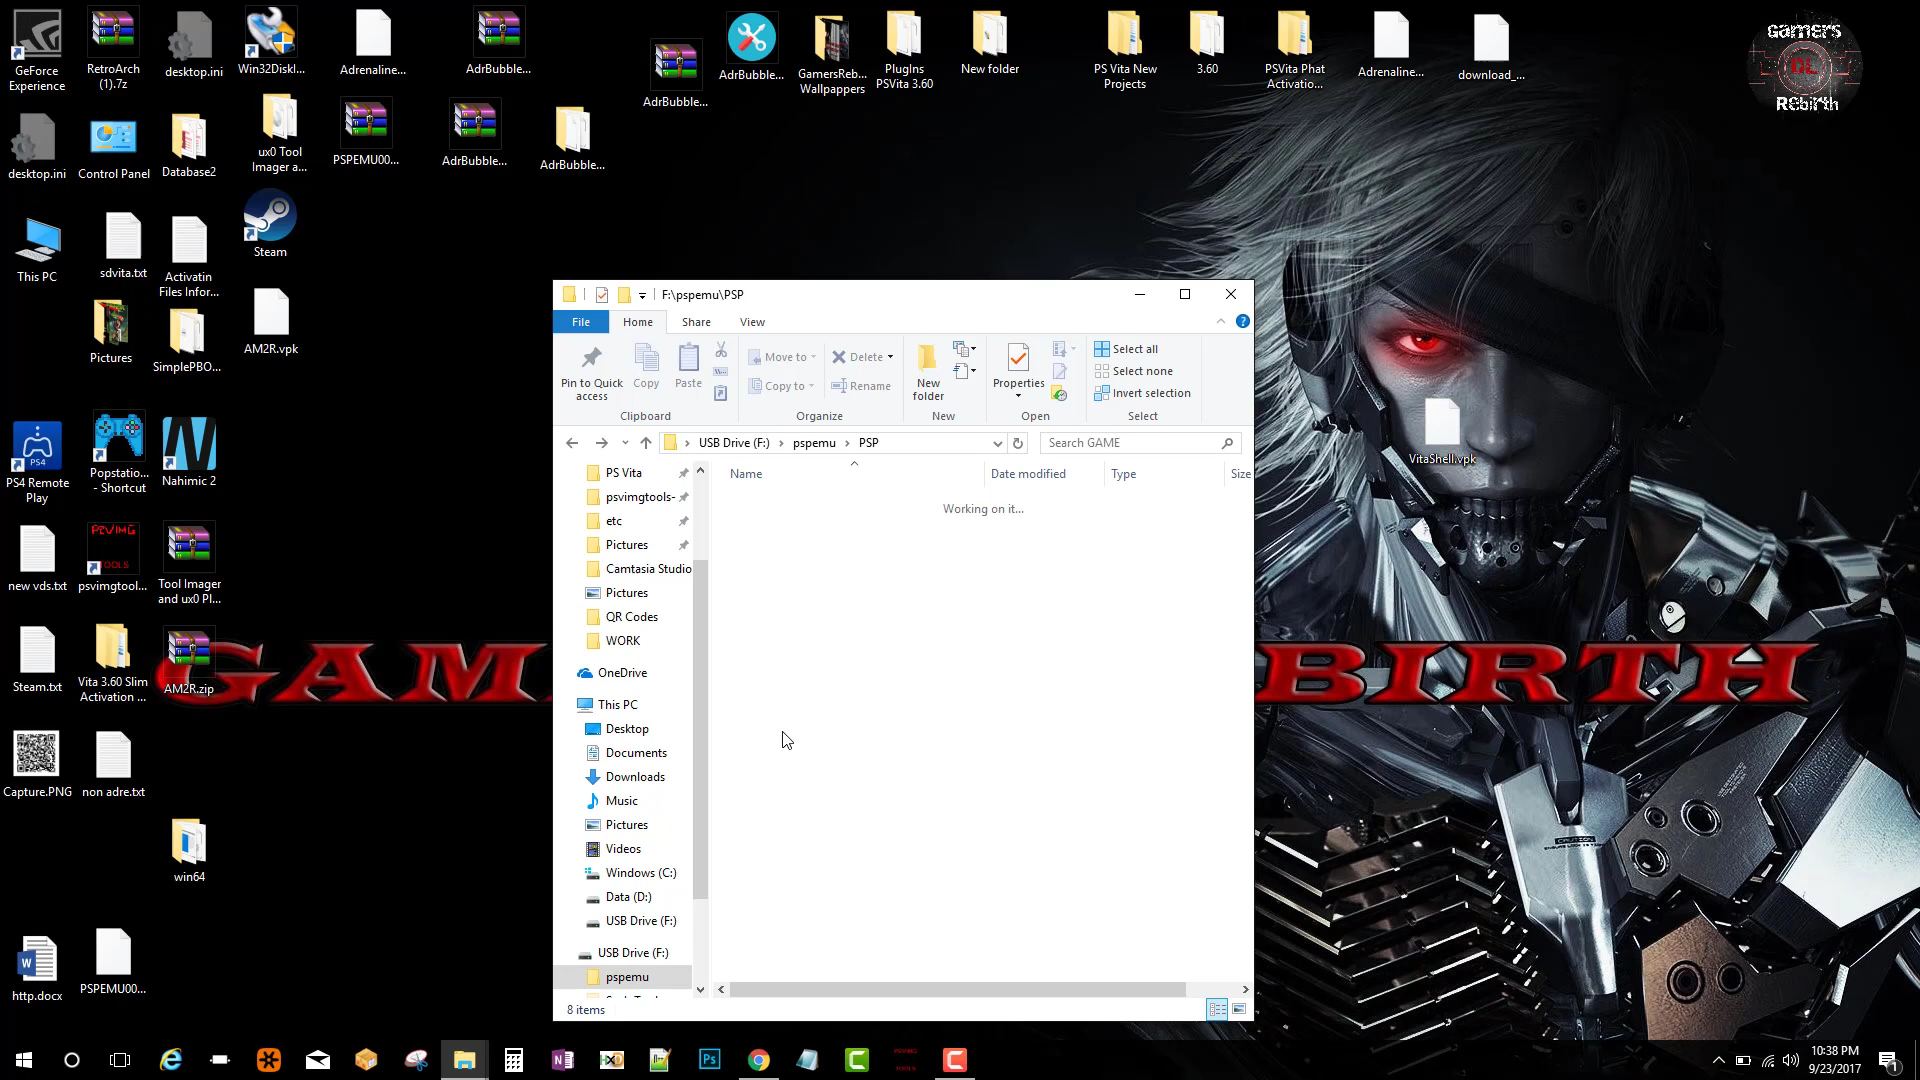 GeForce
Experience
RetroArch
(1).7z
desktop.ini
Win32Diskl...
Adrenaline...
AdrBubble...
AdrBubble...
AdrBubble...
GamersReb...
Wallpappers
PlugIns
PSVita 3.60
New folder
PS Vita New
Projects
3.60
PSVita Phat
Activatio...
Adrenaline...
download_...
Gamers
REbirth
desktop.ini
Control Panel
Database2
ux0 Tool
Imager a...
PSPEMU00...
AdrBubble...
AdrBubble...
This PC
sdvita.txt
Activatin
Files Infor...
Steam
Pictures
SimplePBO...
AM2R.vpk
PS4
PS4 Remote
Play
Popstatio...
- Shortcut
Nahimic 2
new vds.txt
PSVIMG
TOOLS
psvimgtool...
Tool Imager
and ux0 Pl...
Steam.txt
Vita 3.60 Slim
Activation ...
AM2R.zip
Capture.PNG
non adre.txt
win64
http.docx
PSPEMU00...
VitaShell.vpk
GAM
BIRTH
F:\pspemu\PSP
File
Home
Share
View
Pin to Quick
access
Copy
Paste
Move to
Copy to
Delete
Rename
New
folder
Properties
Select all
Select none
Invert selection
Clipboard
Organize
New
Open
Select
USB Drive (F:)
pspemu
PSP
Search GAME
Name
Date modified
Type
Size
Working on it...
PS Vita
psvimgtools-
etc
Pictures
Camtasia Studio
Pictures
QR Codes
WORK
OneDrive
This PC
Desktop
Documents
Downloads
Music
Pictures
Videos
Windows (C:)
Data (D:)
USB Drive (F:)
USB Drive (F:)
pspemu
8 items
10:38 PM
9/23/2017